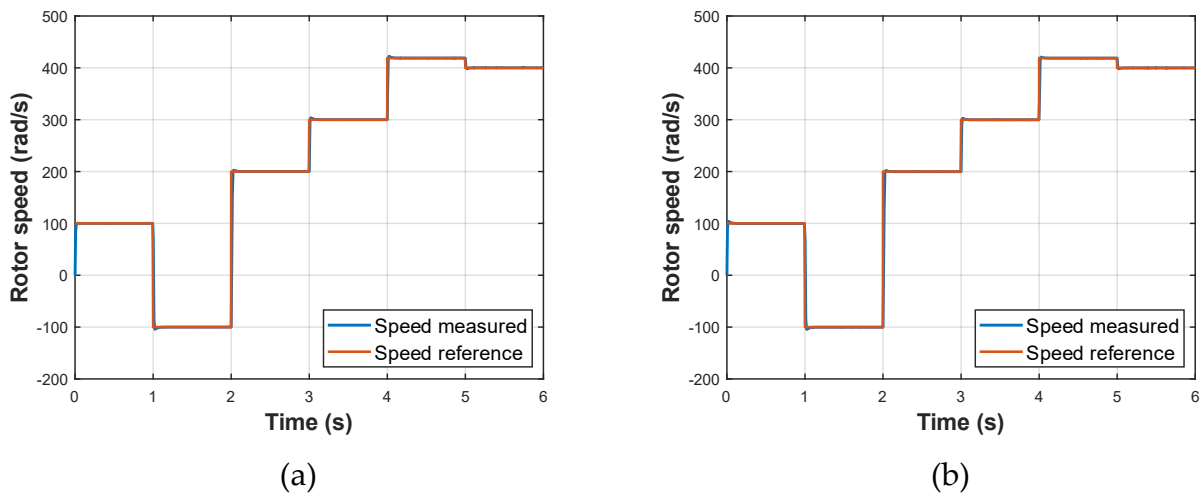 500
400
300
200
100
0
-100
-200
0 1 2 3 4 5 6
Rotor speed (rad/s)
Time (s)
Speed measured
Speed reference
(a)
500
400
300
200
100
0
-100
-200
0 1 2 3 4 5 6
Rotor speed (rad/s)
Time (s)
Speed measured
Speed reference
(b)